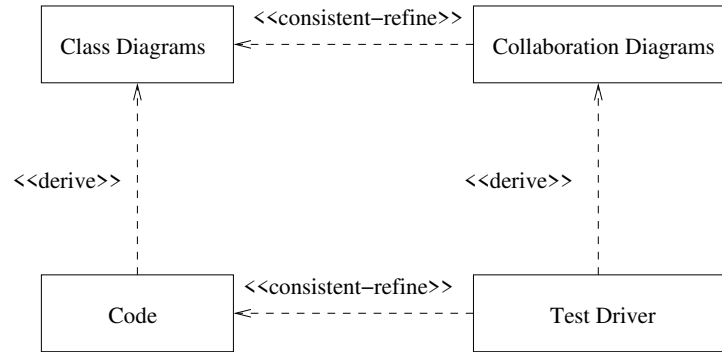 <<consistent-refine>>
Class Diagrams
Collaboration Diagrams
<<derive>>
<<derive>>
<<consistent-refine>>
Code
Test Driver